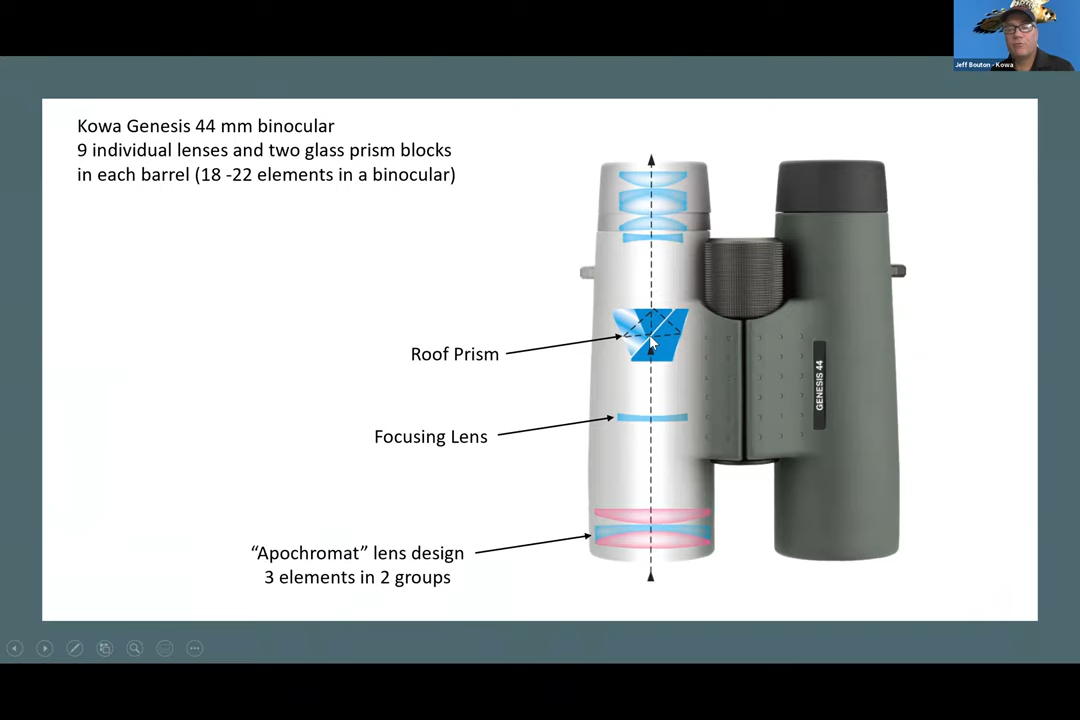 Jeff Bouton - Kowa
Kowa Genesis 44 mm binocular
9 individual lenses and two glass prism blocks
in each barrel (18 -22 elements in a binocular)
Roof Prism
GENESIS 44
Focusing Lens
“Apochromat” lens design
3 elements in 2 groups